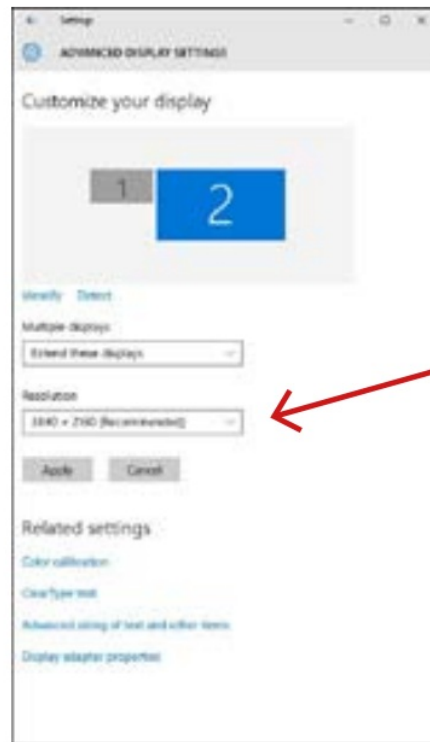 Settings
ADVANCED DISPLAY SETTINGS
Customize your display
1
2
Identify Detect
Multiple displays
Extend these displays
Resolution
3840 × 2160 (Recommended)
Apply Cancel
Related settings
Color calibration
ClearType text
Advanced sizing of text and other items
Display adapter properties